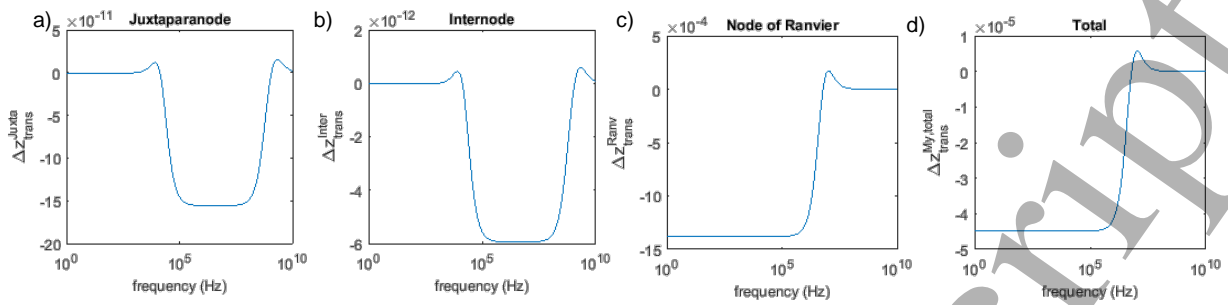 a) ×10⁻¹¹ Juxtaparanode
5
0
-5
-10
-15
-20
Δz^Juxta_trans
10⁰ 10⁵ 10¹⁰
frequency (Hz)
b) ×10⁻¹² Internode
2
0
-2
-4
-6
Δz^Inter_trans
10⁰ 10⁵ 10¹⁰
frequency (Hz)
c) ×10⁻⁴ Node of Ranvier
5
0
-5
-10
-15
Δz^Ranv_trans
10⁰ 10⁵ 10¹⁰
frequency (Hz)
d) ×10⁻⁵ Total
1
0
-1
-2
-3
-4
-5
Δz^My,total_trans
10⁰ 10⁵ 10¹⁰
frequency (Hz)
ript